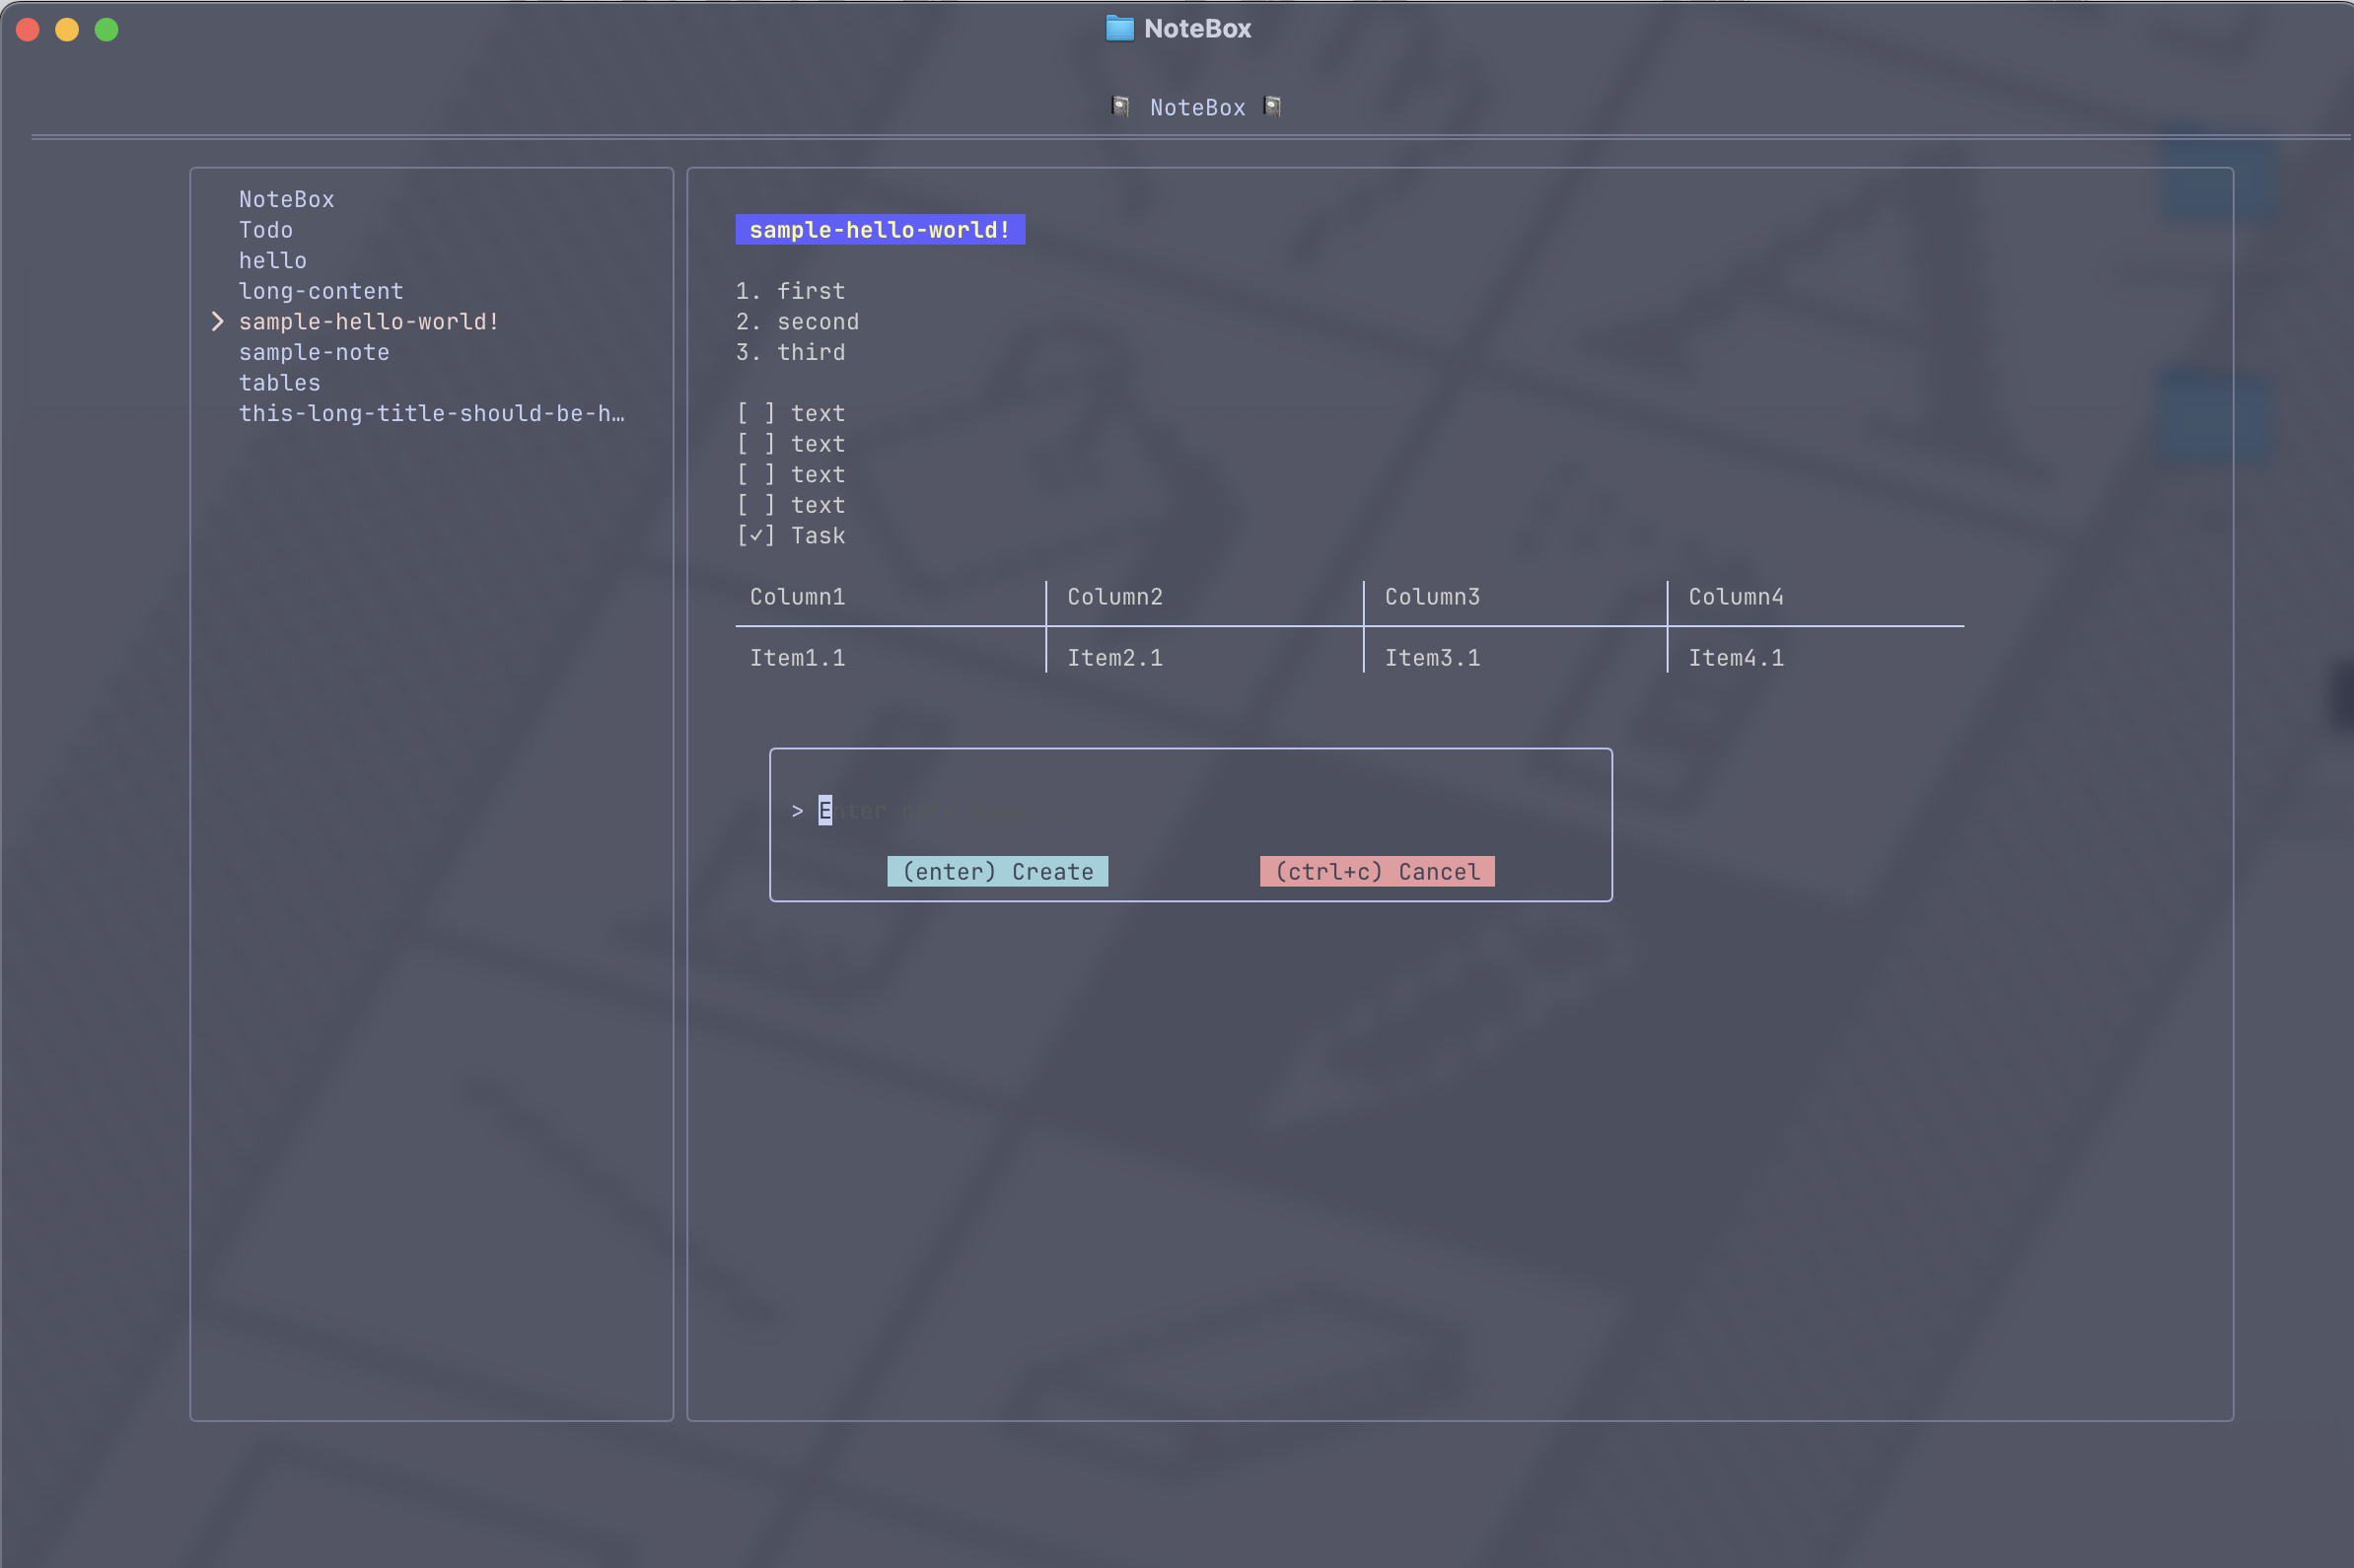 NoteBox
NoteBox
NoteBox
Todo
hello
long-content
> sample-hello-world!
sample-note
tables
this-long-title-should-be-h…
sample-hello-world!
1. first
2. second
3. third
[ ] text
[ ] text
[ ] text
[ ] text
[✓] Task
Column1 Column2 Column3 Column4
Item1.1 Item2.1 Item3.1 Item4.1
> Enter note
(enter) Create (ctrl+c) Cancel